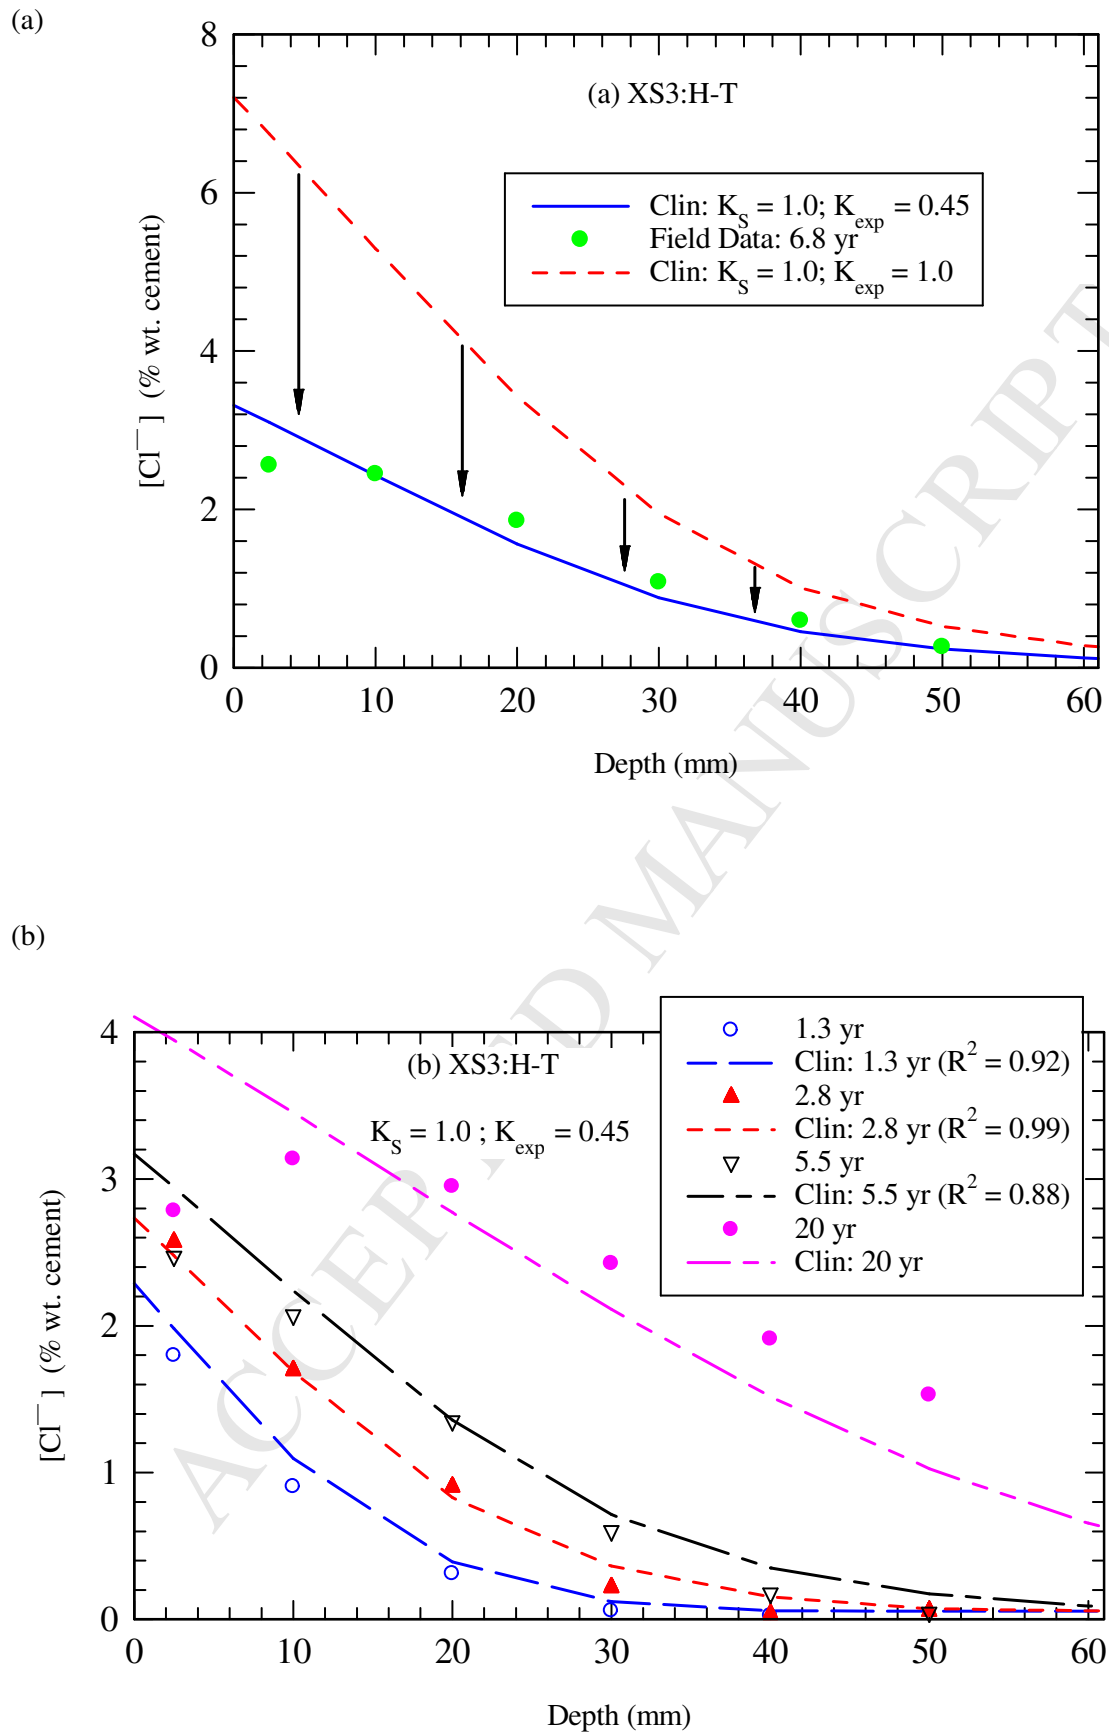 (a)
8
(a) XS3:H-T
Clin: K_S = 1.0; K_exp = 0.45
Field Data: 6.8 yr
Clin: K_S = 1.0; K_exp = 1.0
6
4
2
0
[Cl¯] (% wt. cement)
0 10 20 30 40 50 60
Depth (mm)
ACCEPTED MANUSCRIPT
(b)
1.3 yr
Clin: 1.3 yr (R² = 0.92)
2.8 yr
Clin: 2.8 yr (R² = 0.99)
5.5 yr
Clin: 5.5 yr (R² = 0.88)
20 yr
Clin: 20 yr
4
(b) XS3:H-T
K_S = 1.0 ; K_exp = 0.45
3
2
1
0
[Cl¯] (% wt. cement)
0 10 20 30 40 50 60
Depth (mm)